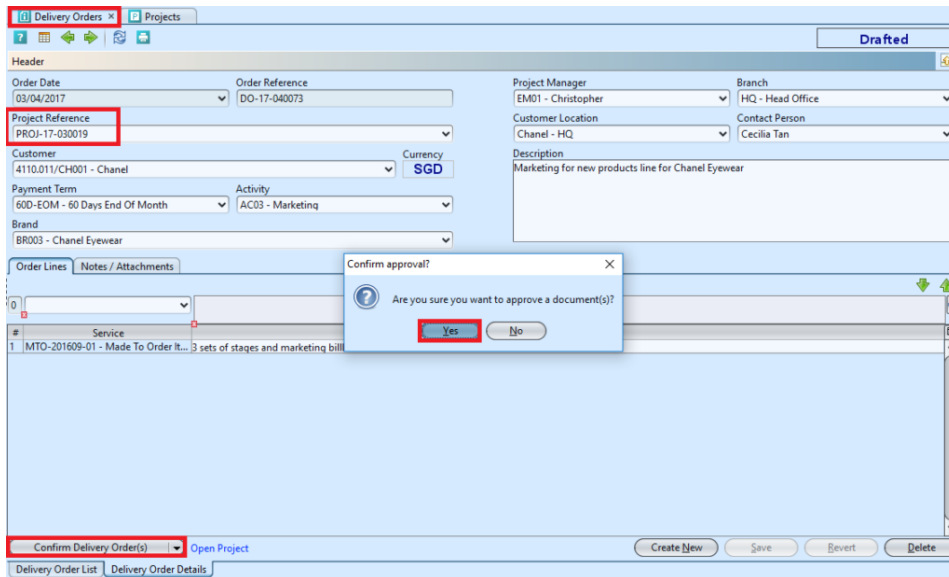 Delivery Orders × P Projects
?
Drafted
Header
Order Date Order Reference Project Manager Branch
03/04/2017 DO-17-040073 EM01 - Christopher HQ - Head Office
Project Reference Customer Location Contact Person
PROJ-17-030019 Chanel - HQ Cecilia Tan
Customer Currency Description
4110.011/CH001 - Chanel SGD Marketing for new products line for Chanel Eyewear
Payment Term Activity
60D-EOM - 60 Days End Of Month AC03 - Marketing
Brand
BR003 - Chanel Eyewear
Order Lines Notes / Attachments
Confirm approval? X
Are you sure you want to approve a document(s)?
Yes No
0
# Service
1 MTO-201609-01 - Made To Order It... 3 sets of stages and marketing
Confirm Delivery Order(s) Open Project Create New Save Revert Delete
Delivery Order List Delivery Order Details